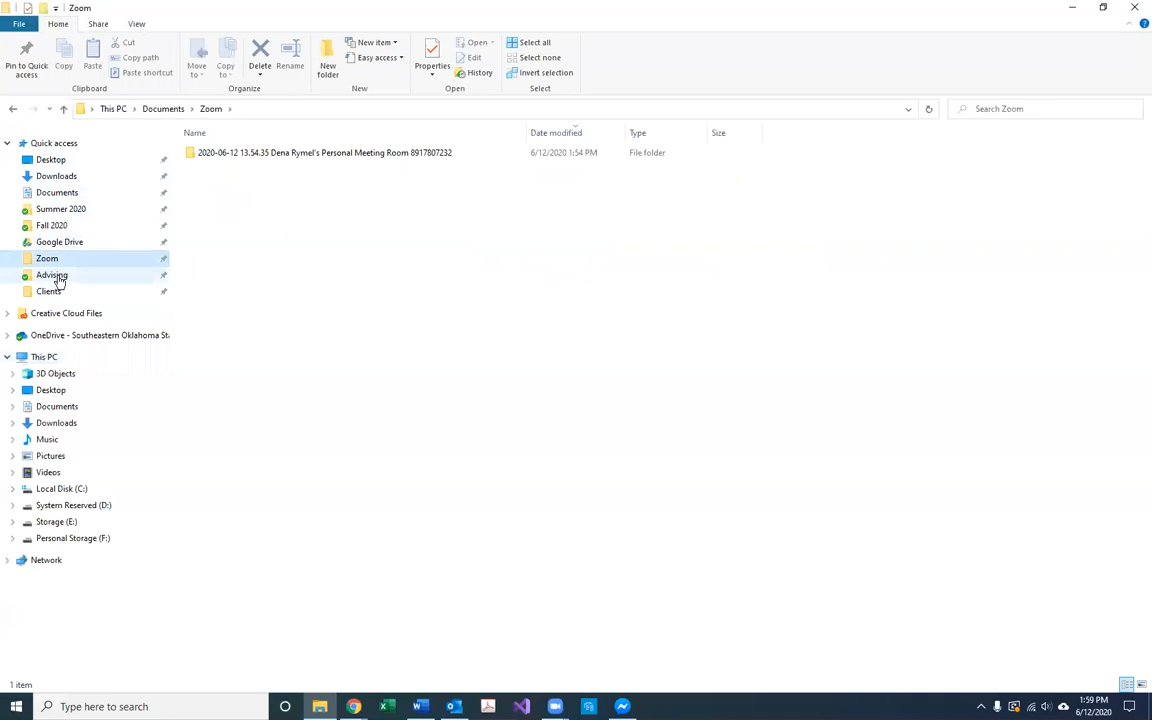 Zoom
File Home Share View
Pin to Quick access
Copy
Paste
Cut
Copy path
Paste shortcut
Clipboard
Move to
Copy to
Delete
Rename
Organize
New folder
New item
Easy access
New
Properties
Open
Edit
History
Open
Select all
Select none
Invert selection
Select
This PC > Documents > Zoom >
Search Zoom
Name Date modified Type Size
2020-06-12 13.54.35 Dena Rymel's Personal Meeting Room 8917807232 6/12/2020 1:54 PM File folder
Quick access
Desktop
Downloads
Documents
Summer 2020
Fall 2020
Google Drive
Zoom
Advising
Clients
Creative Cloud Files
OneDrive - Southeastern Oklahoma Sta
This PC
3D Objects
Desktop
Documents
Downloads
Music
Pictures
Videos
Local Disk (C:)
System Reserved (D:)
Storage (E:)
Personal Storage (F:)
Network
1 item
Type here to search
1:59 PM
6/12/2020